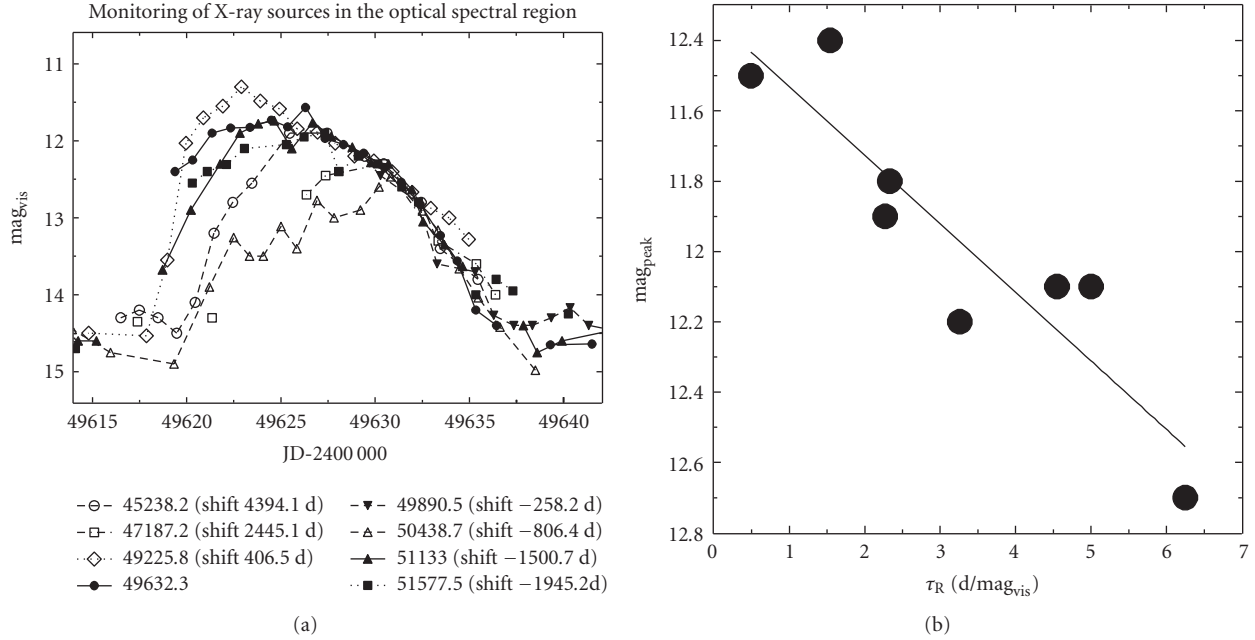 Monitoring of X-ray sources in the optical spectral region
11
12
13
14
15
mag_vis
49615 49620 49625 49630 49635 49640
JD-2400 000
45238.2 (shift 4394.1 d)
47187.2 (shift 2445.1 d)
49225.8 (shift 406.5 d)
49632.3
49890.5 (shift −258.2 d)
50438.7 (shift −806.4 d)
51133 (shift −1500.7 d)
51577.5 (shift −1945.2d)
(a)
12.4
11.6
11.8
12
12.2
12.4
12.6
12.8
mag_peak
0 1 2 3 4 5 6 7
τ_R (d/mag_vis)
(b)